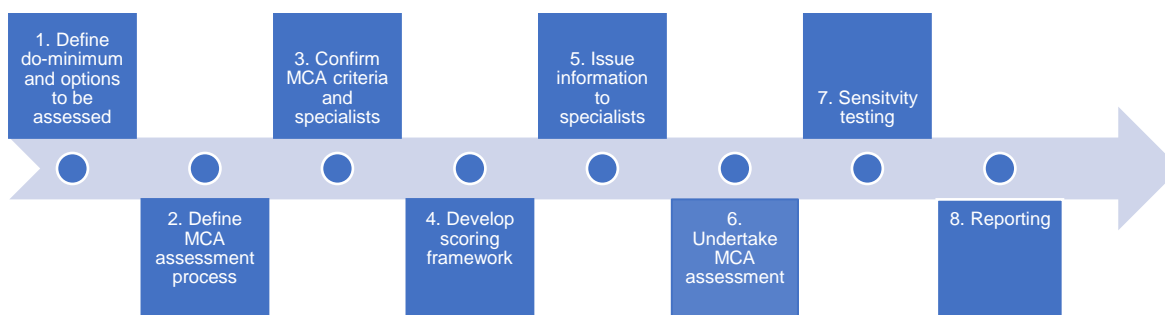 1. Define
do-minimum
and options
to be
assessed
2. Define
MCA
assessment
process
3. Confirm
MCA criteria
and
specialists
4. Develop
scoring
framework
5. Issue
information
to
specialists
6.
Undertake
MCA
assessment
7. Sensitvity
testing
8. Reporting